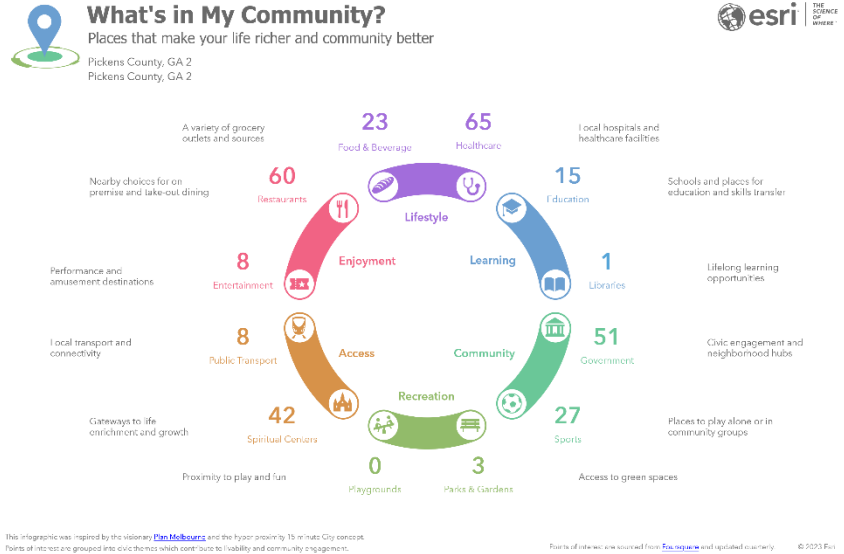 What's in My Community?
Places that make your life richer and community better
Pickens County, GA 2
Pickens County, GA 2
esri
THE
SCIENCE
OF
WHERE
A variety of grocery
outlets and sources
23
Food & Beverage
65
Healthcare
Local hospitals and
healthcare facilities
Nearby choices for on
premise and take-out dining
60
Restaurants
Lifestyle
15
Education
Schools and places for
education and skills transfer
Performance and
amusement destinations
8
Entertainment
Enjoyment
Learning
1
Libraries
Lifelong learning
opportunities
Local transport and
connectivity
8
Public Transport
Access
Community
51
Government
Civic engagement and
neighborhood hubs
Gateways to life
enrichment and growth
42
Spiritual Centers
Recreation
27
Sports
Places to play alone or in
community groups
Proximity to play and fun
0
Playgrounds
3
Parks & Gardens
Access to green spaces
This infographic was inspired by the visionary Plan Melbourne and the hyper proximity 15 minute City concept.
Points of interest are grouped into civic themes which contribute to livability and community engagement.
Points of interest are sourced from Foursquare and updated quarterly
© 2023 Esri